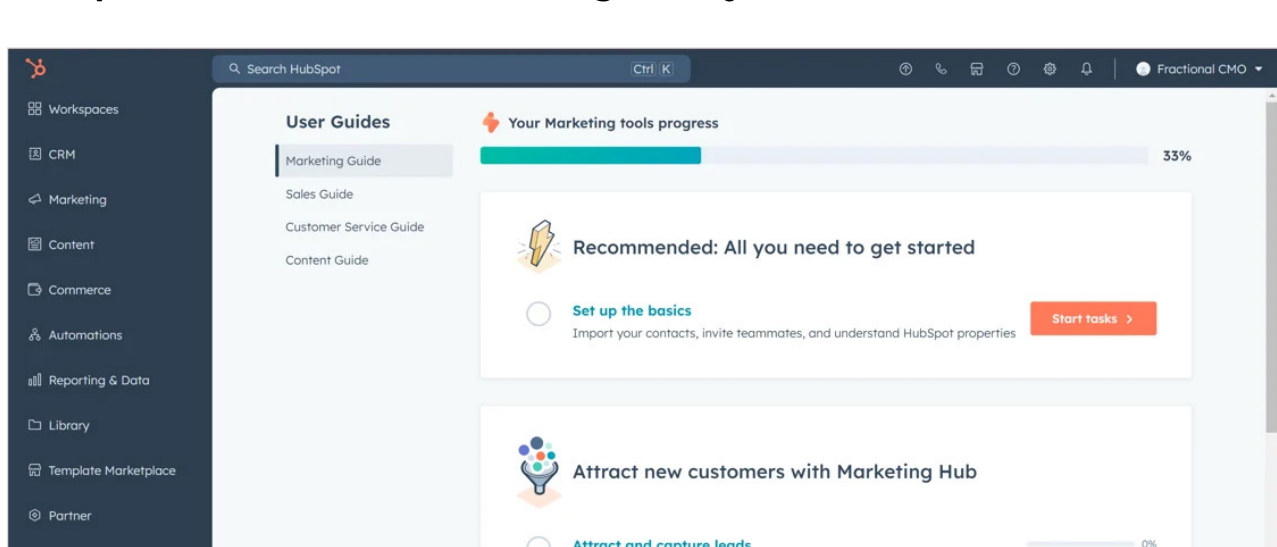 Search HubSpot
Ctrl K
Fractional CMO
Workspaces
CRM
Marketing
Content
Commerce
Automations
Reporting & Data
Library
Template Marketplace
Partner
User Guides
Marketing Guide
Sales Guide
Customer Service Guide
Content Guide
Your Marketing tools progress
33%
Recommended: All you need to get started
Set up the basics
Import your contacts, invite teammates, and understand HubSpot properties
Start tasks
Attract new customers with Marketing Hub
Attract and capture leads
0%